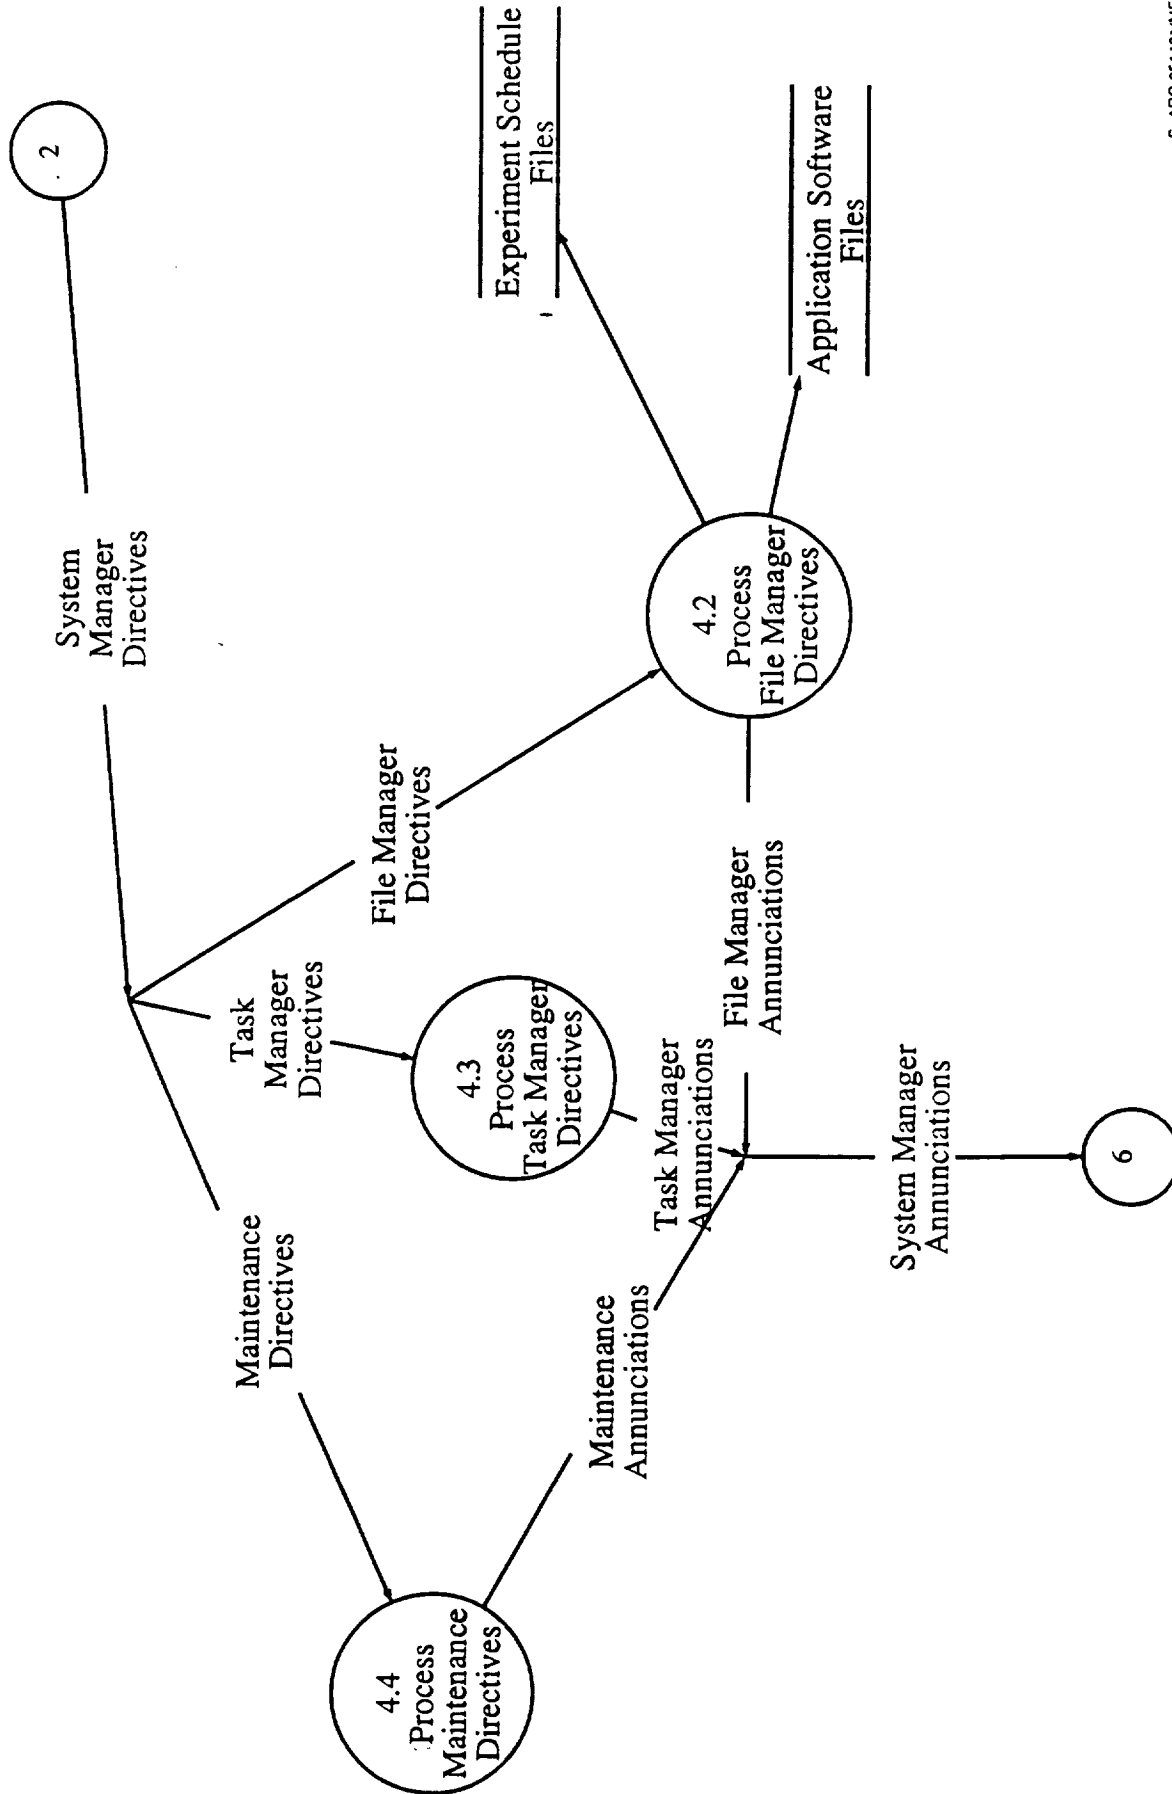 2
System
Manager
Directives
Maintenance
Directives
Task
Manager
Directives
File Manager
Directives
Experiment Schedule
Files
4.4
Process
Maintenance
Directives
4.3
Process
Task Manager
Directives
4.2
Process
File Manager
Directives
Application Software
Files
Maintenance
Annunciations
Task Manager
Annunciations
File Manager
Annunciations
System Manager
Annunciations
6